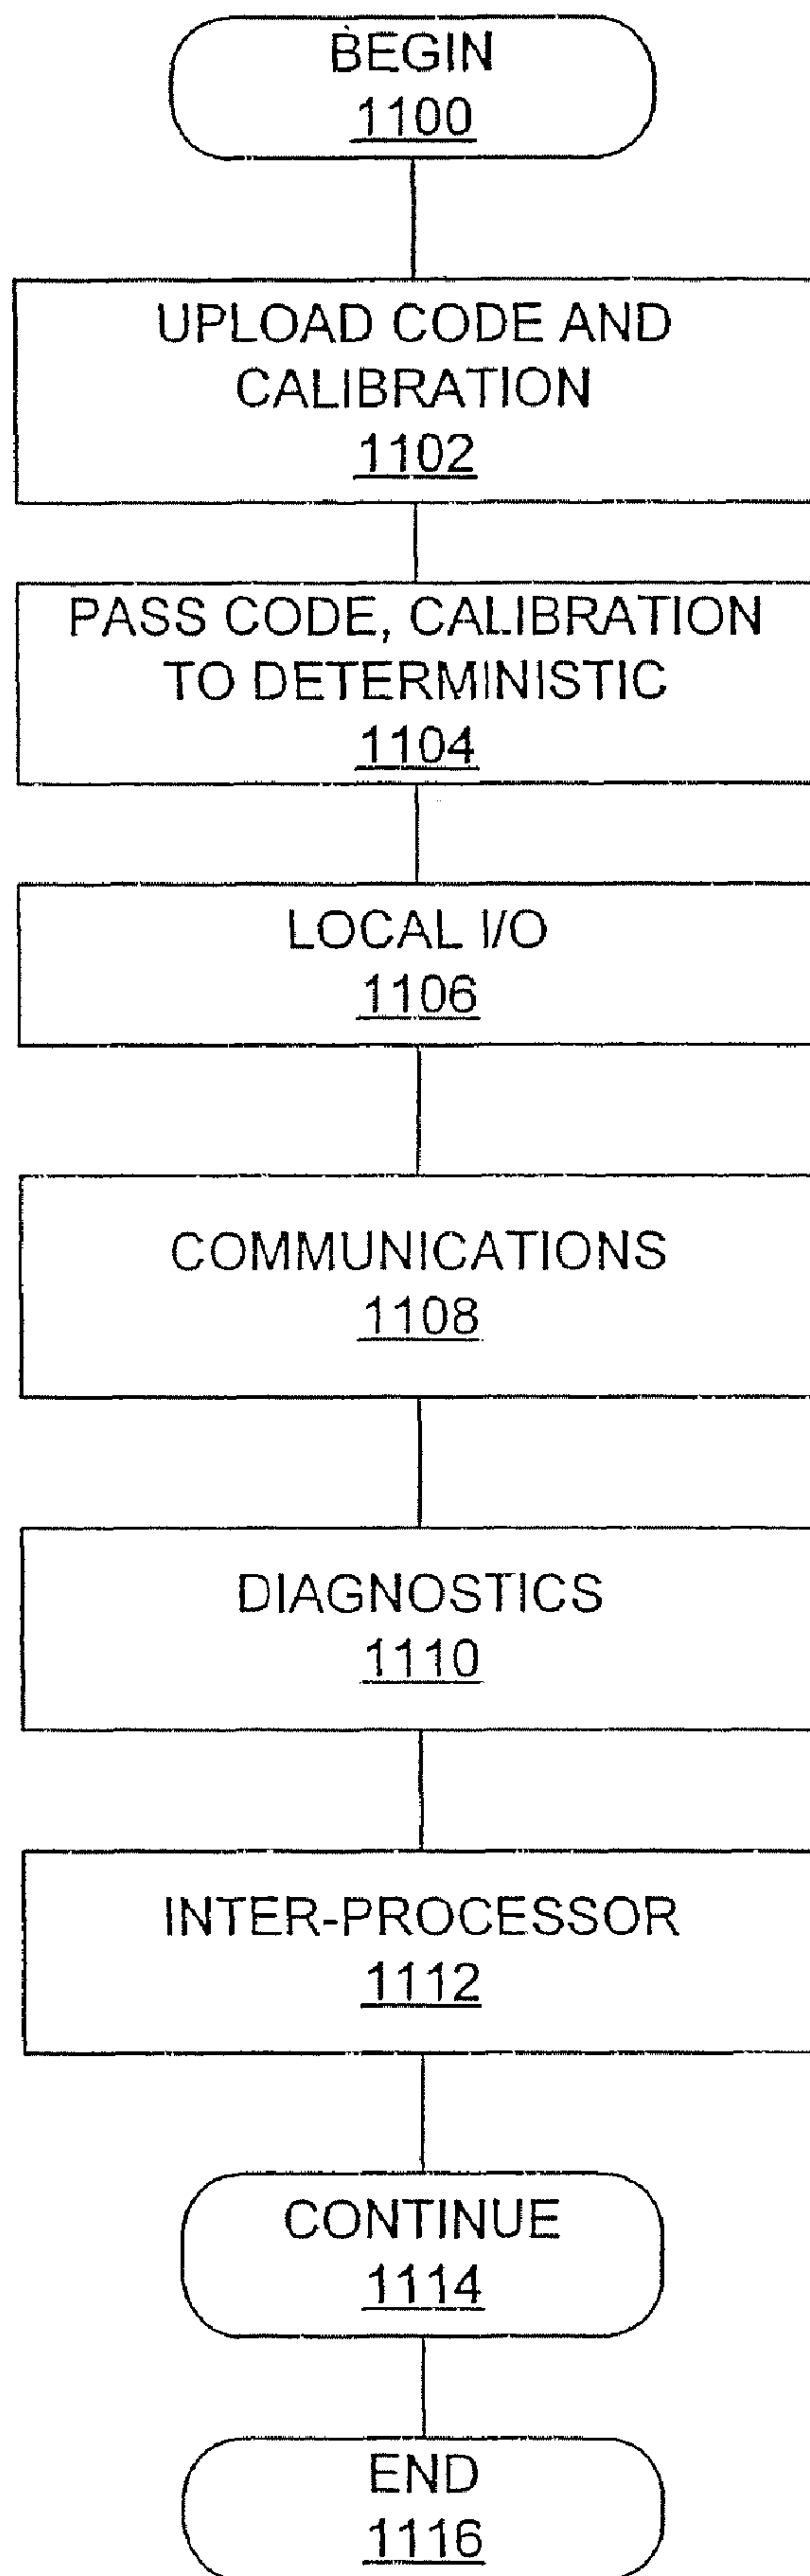 BEGIN
1100
UPLOAD CODE AND
CALIBRATION
1102
PASS CODE, CALIBRATION
TO DETERMINISTIC
1104
LOCAL I/O
1106
COMMUNICATIONS
1108
DIAGNOSTICS
1110
INTER-PROCESSOR
1112
CONTINUE
1114
END
1116